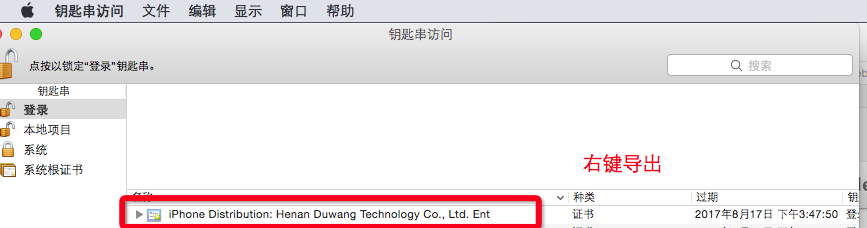 钥匙串访问 文件 编辑 显示 窗口 帮助
钥匙串访问
点按以锁定“登录”钥匙串。
搜索
钥匙串
登录
本地项目
系统
系统根证书
右键导出
名称 种类 过期
iPhone Distribution: Henan Duwang Technology Co., Ltd. Ent 证书 2017年8月17日 下午3:47:50